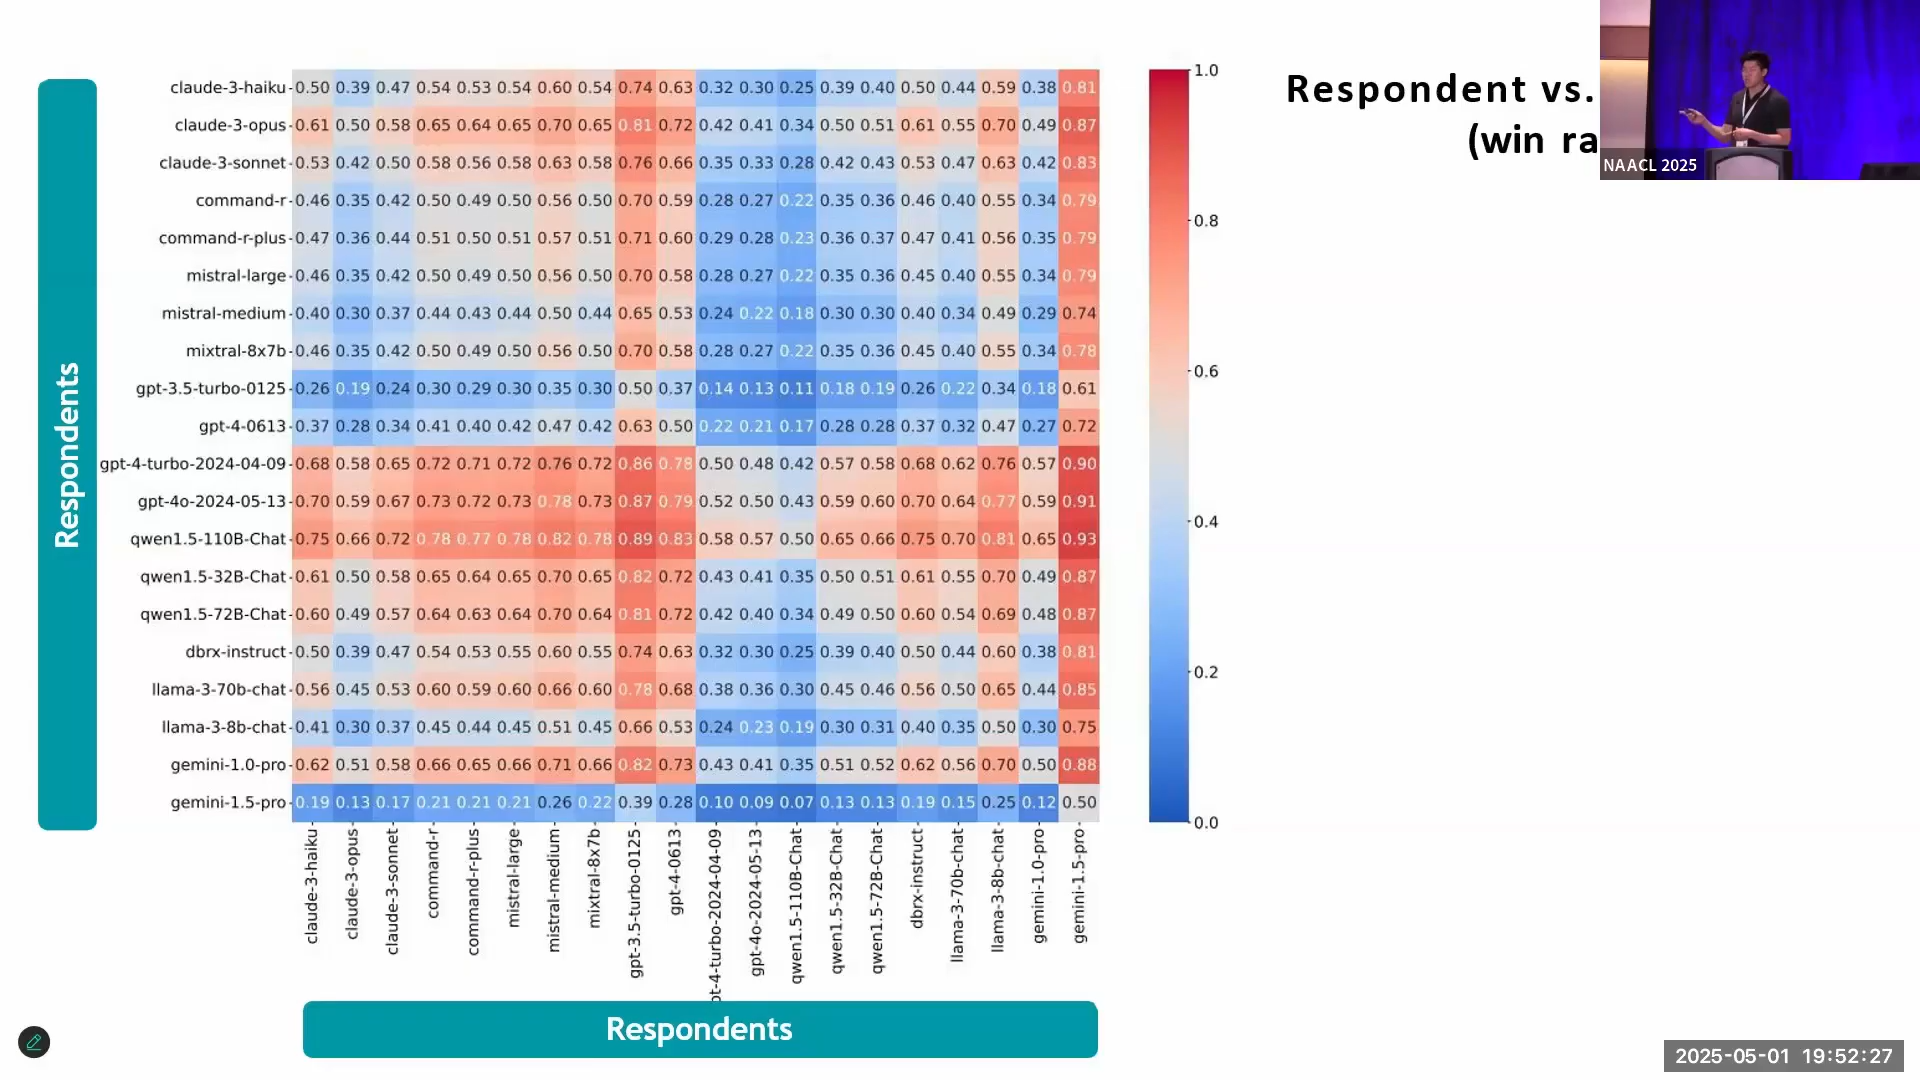 Respondent vs.
(win ra
NAACL 2025
Respondents
claude-3-haiku 0.50 0.39 0.47 0.54 0.53 0.54 0.60 0.54 0.74 0.63 0.32 0.30 0.25 0.39 0.40 0.50 0.44 0.59 0.38 0.81
claude-3-opus 0.61 0.50 0.58 0.65 0.64 0.65 0.70 0.65 0.81 0.72 0.42 0.41 0.34 0.50 0.51 0.61 0.55 0.70 0.49 0.87
claude-3-sonnet 0.53 0.42 0.50 0.58 0.56 0.58 0.63 0.58 0.76 0.66 0.35 0.33 0.28 0.42 0.43 0.53 0.47 0.63 0.42 0.83
command-r 0.46 0.35 0.42 0.50 0.49 0.50 0.56 0.50 0.70 0.59 0.28 0.27 0.22 0.35 0.36 0.46 0.40 0.55 0.34 0.79
command-r-plus 0.47 0.36 0.44 0.51 0.50 0.51 0.57 0.51 0.71 0.60 0.29 0.28 0.23 0.36 0.37 0.47 0.41 0.56 0.35 0.79
mistral-large 0.46 0.35 0.42 0.50 0.49 0.50 0.56 0.50 0.70 0.58 0.28 0.27 0.22 0.35 0.36 0.45 0.40 0.55 0.34 0.79
mistral-medium 0.40 0.30 0.37 0.44 0.43 0.44 0.50 0.44 0.65 0.53 0.24 0.22 0.18 0.30 0.30 0.40 0.34 0.49 0.29 0.74
mixtral-8x7b 0.46 0.35 0.42 0.50 0.49 0.50 0.56 0.50 0.70 0.58 0.28 0.27 0.22 0.35 0.36 0.45 0.40 0.55 0.34 0.78
gpt-3.5-turbo-0125 0.26 0.19 0.24 0.30 0.29 0.30 0.35 0.30 0.50 0.37 0.14 0.13 0.11 0.18 0.19 0.26 0.22 0.34 0.18 0.61
gpt-4-0613 0.37 0.28 0.34 0.41 0.40 0.42 0.47 0.42 0.63 0.50 0.22 0.21 0.17 0.28 0.28 0.37 0.32 0.47 0.27 0.72
gpt-4-turbo-2024-04-09 0.68 0.58 0.65 0.72 0.71 0.72 0.76 0.72 0.86 0.78 0.50 0.48 0.42 0.57 0.58 0.68 0.62 0.76 0.57 0.90
gpt-4o-2024-05-13 0.70 0.59 0.67 0.73 0.72 0.73 0.78 0.73 0.87 0.79 0.52 0.50 0.43 0.59 0.60 0.70 0.64 0.77 0.59 0.91
qwen1.5-110B-Chat 0.75 0.66 0.72 0.78 0.77 0.78 0.82 0.78 0.89 0.83 0.58 0.57 0.50 0.65 0.66 0.75 0.70 0.81 0.65 0.93
qwen1.5-32B-Chat 0.61 0.50 0.58 0.65 0.64 0.65 0.70 0.65 0.82 0.72 0.43 0.41 0.35 0.50 0.51 0.61 0.55 0.70 0.49 0.87
qwen1.5-72B-Chat 0.60 0.49 0.57 0.64 0.63 0.64 0.70 0.64 0.81 0.72 0.42 0.40 0.34 0.49 0.50 0.60 0.54 0.69 0.48 0.87
dbrx-instruct 0.50 0.39 0.47 0.54 0.53 0.55 0.60 0.55 0.74 0.63 0.32 0.30 0.25 0.39 0.40 0.50 0.44 0.60 0.38 0.81
llama-3-70b-chat 0.56 0.45 0.53 0.60 0.59 0.60 0.66 0.60 0.78 0.68 0.38 0.36 0.30 0.45 0.46 0.56 0.50 0.65 0.44 0.85
llama-3-8b-chat 0.41 0.30 0.37 0.45 0.44 0.45 0.51 0.45 0.66 0.53 0.24 0.23 0.19 0.30 0.31 0.40 0.35 0.50 0.30 0.75
gemini-1.0-pro 0.62 0.51 0.58 0.66 0.65 0.66 0.71 0.66 0.82 0.73 0.43 0.41 0.35 0.51 0.52 0.62 0.56 0.70 0.50 0.88
gemini-1.5-pro 0.19 0.13 0.17 0.21 0.21 0.21 0.26 0.22 0.39 0.28 0.10 0.09 0.07 0.13 0.13 0.19 0.15 0.25 0.12 0.50
claude-3-haiku
claude-3-opus
claude-3-sonnet
command-r
command-r-plus
mistral-large
mistral-medium
mixtral-8x7b
gpt-3.5-turbo-0125
gpt-4-0613
pt-4-turbo-2024-04-09
gpt-4o-2024-05-13
qwen1.5-110B-Chat
qwen1.5-32B-Chat
qwen1.5-72B-Chat
dbrx-instruct
llama-3-70b-chat
llama-3-8b-chat
gemini-1.0-pro
gemini-1.5-pro
1.0
0.8
0.6
0.4
0.2
0.0
Respondents
2025-05-01 19:52:27